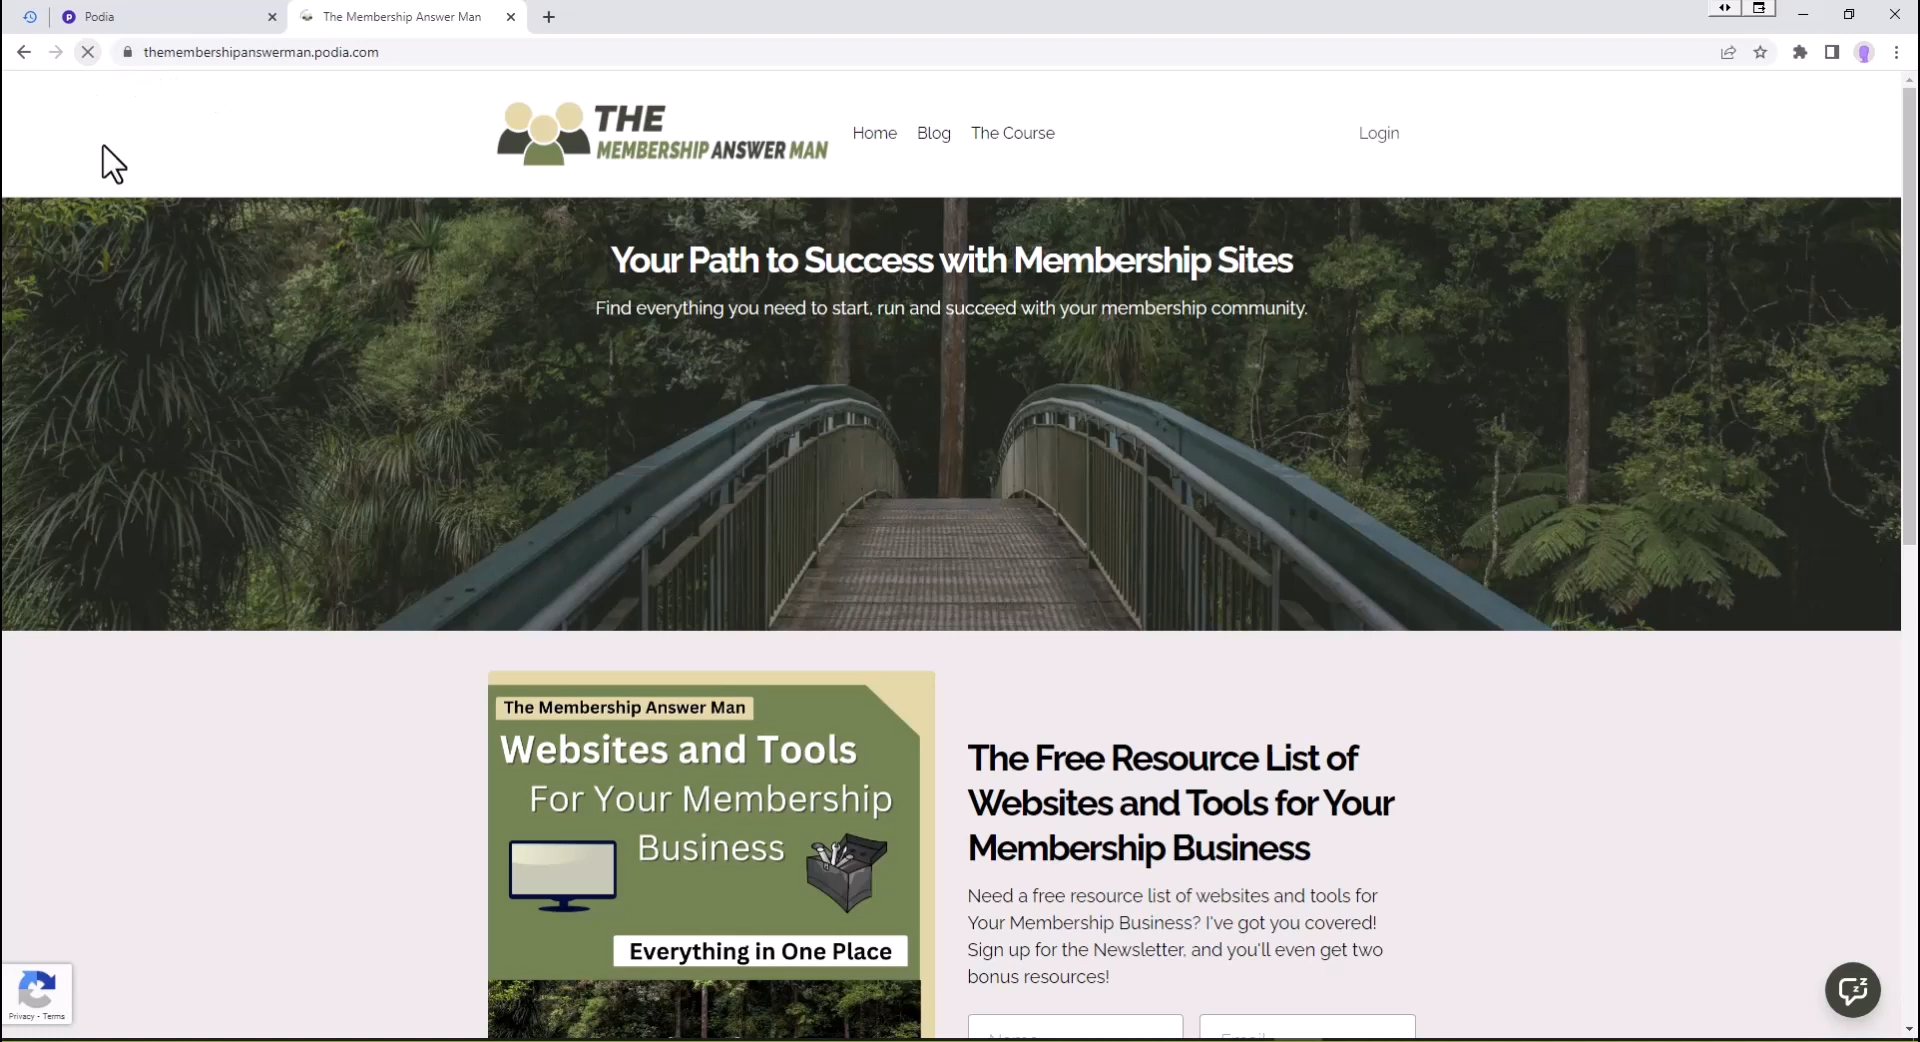 Podia
The Membership Answer Man
themembershipanswerman.podia.com
THE
MEMBERSHIP ANSWER MAN
Home
Blog
The Course
Login
Your Path to Success with Membership Sites
Find everything you need to start, run and succeed with your membership community.
The Membership Answer Man
Websites and Tools
For Your Membership
Business
Everything in One Place
The Free Resource List of
Websites and Tools for Your
Membership Business
Need a free resource list of websites and tools for
Your Membership Business? I've got you covered!
Sign up for the Newsletter, and you'll even get two
bonus resources!
Name
Email
Privacy - Terms